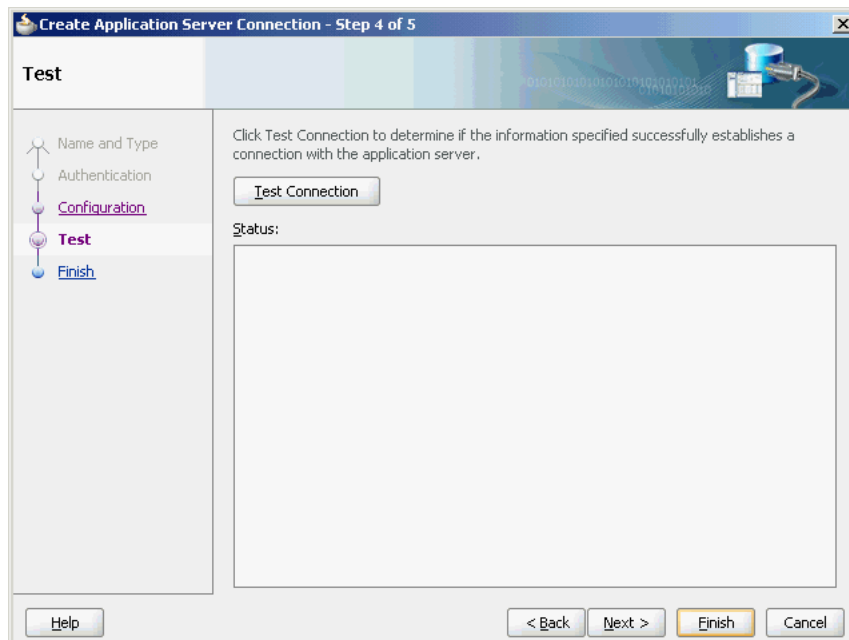 Create Application Server Connection - Step 4 of 5
Test
Name and Type
Authentication
Configuration
Test
Finish
Click Test Connection to determine if the information specified successfully establishes a
connection with the application server.
Test Connection
Status:
Help
< Back
Next >
Finish
Cancel